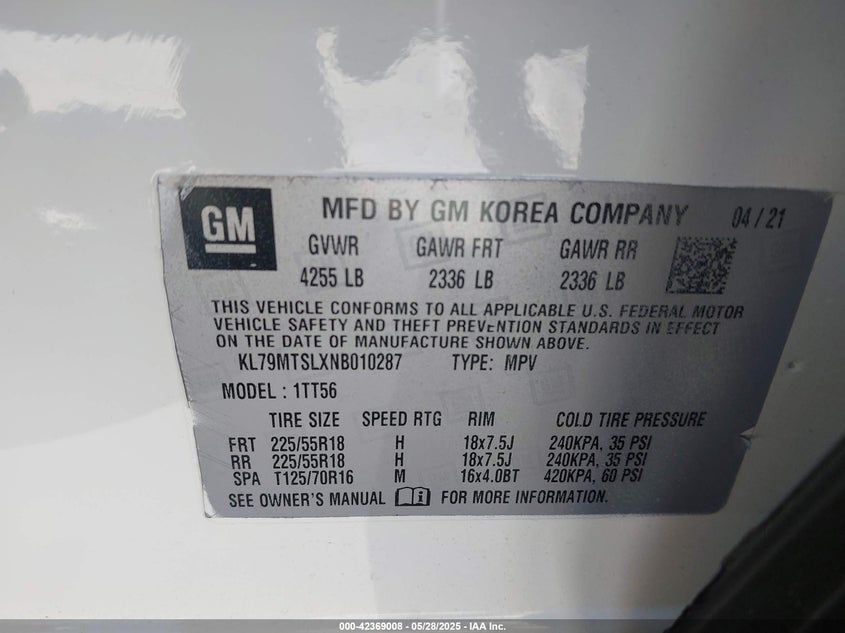 GM
MFD BY GM KOREA COMPANY 04 / 21
GVWR GAWR FRT GAWR RR
4255 LB 2336 LB 2336 LB
THIS VEHICLE CONFORMS TO ALL APPLICABLE U.S. FEDERAL MOTOR
VEHICLE SAFETY AND THEFT PREVENTION STANDARDS IN EFFECT
ON THE DATE OF MANUFACTURE SHOWN ABOVE.
KL79MTSLXNB010287 TYPE: MPV
MODEL : 1TT56
TIRE SIZE SPEED RTG RIM COLD TIRE PRESSURE
FRT 225/55R18 H 18x7.5J 240KPA, 35 PSI
RR 225/55R18 H 18x7.5J 240KPA, 35 PSI
SPA T125/70R16 M 16x4.0BT 420KPA, 60 PSI
SEE OWNER'S MANUAL FOR MORE INFORMATION.
000-42369008 - 05/28/2025 - IAA Inc.